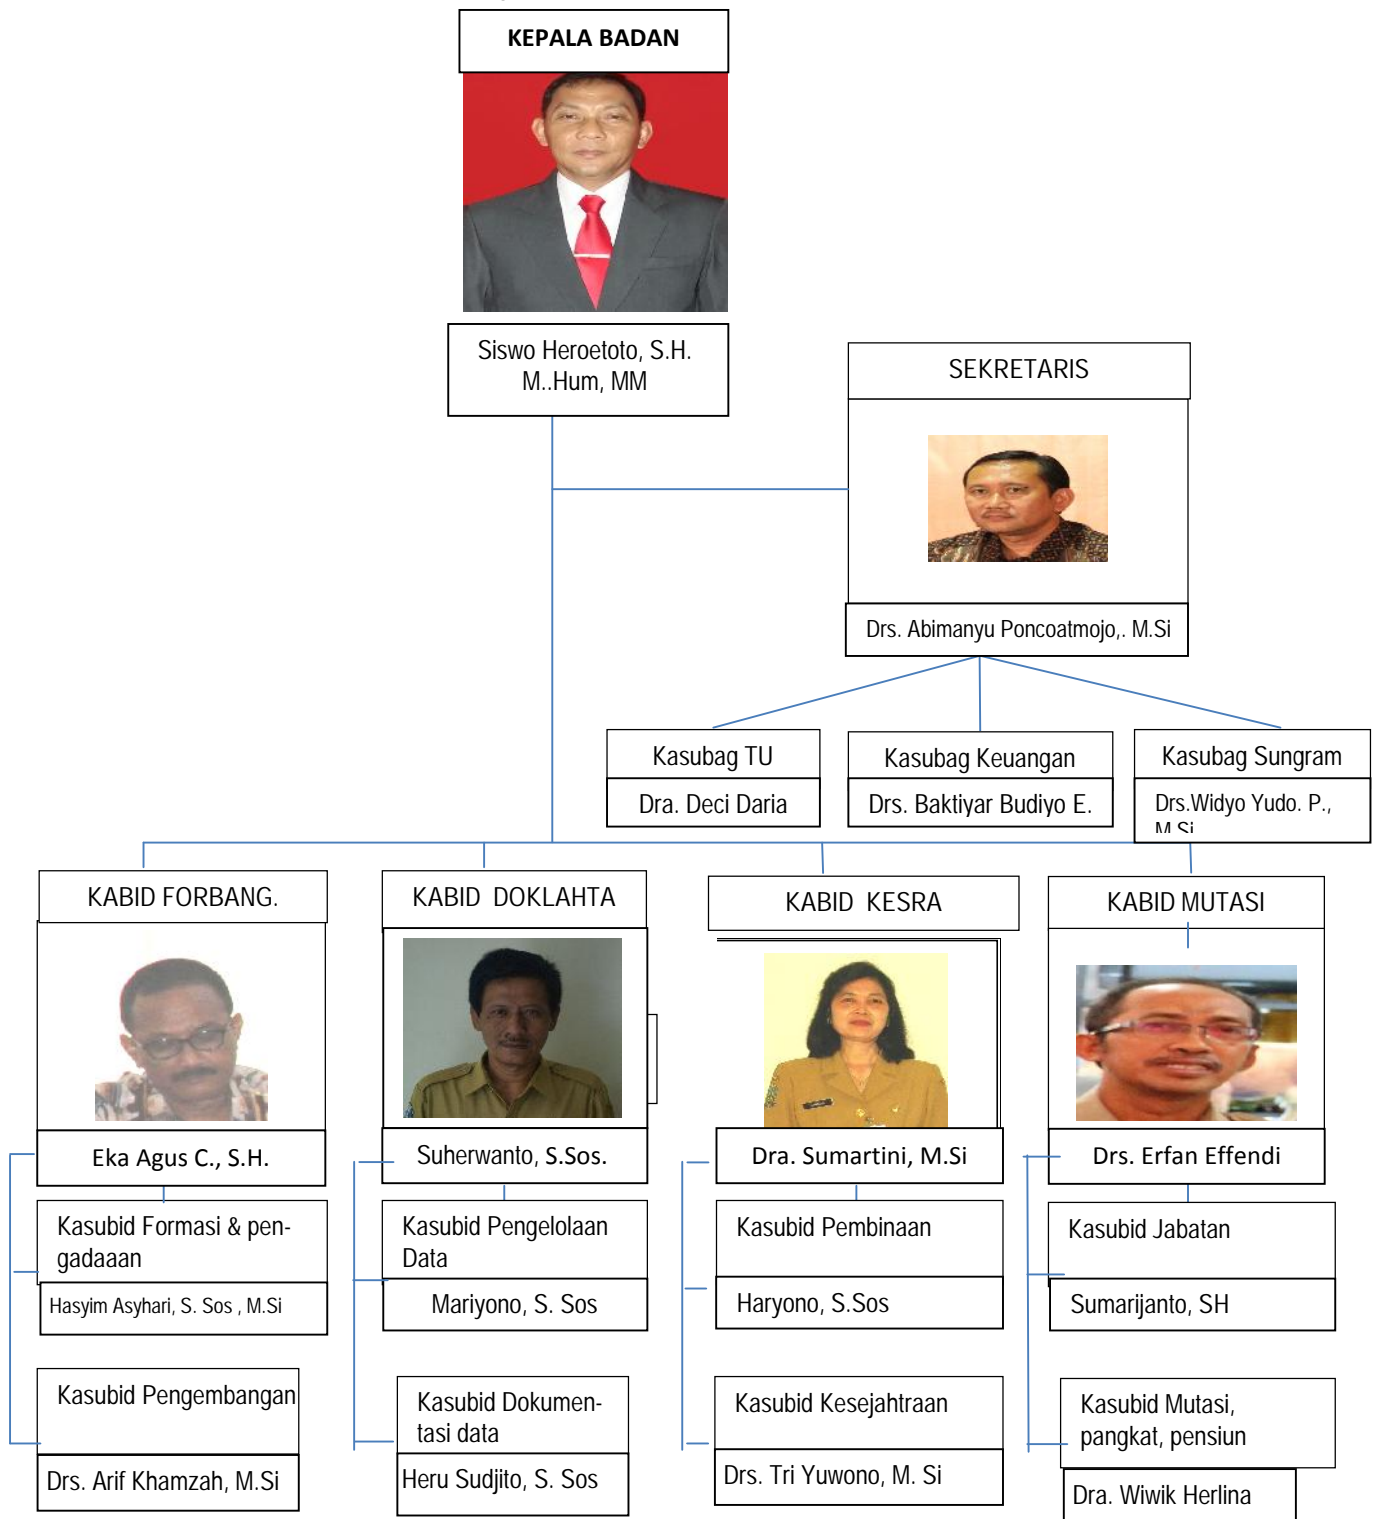 KEPALA BADAN
Siswo Heroetoto, S.H.
M..Hum, MM
SEKRETARIS
Drs. Abimanyu Poncoatmojo,. M.Si
Kasubag TU
Dra. Deci Daria
Kasubag Keuangan
Drs. Baktiyar Budiyo E.
Kasubag Sungram
Drs.Widyo Yudo. P.,
M.Si
KABID FORBANG.
Eka Agus C., S.H.
Kasubid Formasi & pen-
gadaaan
Hasyim Asyhari, S. Sos , M.Si
Kasubid Pengembangan
Drs. Arif Khamzah, M.Si
KABID DOKLAHTA
Suherwanto, S.Sos.
Kasubid Pengelolaan
Data
Mariyono, S. Sos
Kasubid Dokumen-
tasi data
Heru Sudjito, S. Sos
KABID KESRA
Dra. Sumartini, M.Si
Kasubid Pembinaan
Haryono, S.Sos
Kasubid Kesejahtraan
Drs. Tri Yuwono, M. Si
KABID MUTASI
Drs. Erfan Effendi
Kasubid Jabatan
Sumarijanto, SH
Kasubid Mutasi,
pangkat, pensiun
Dra. Wiwik Herlina